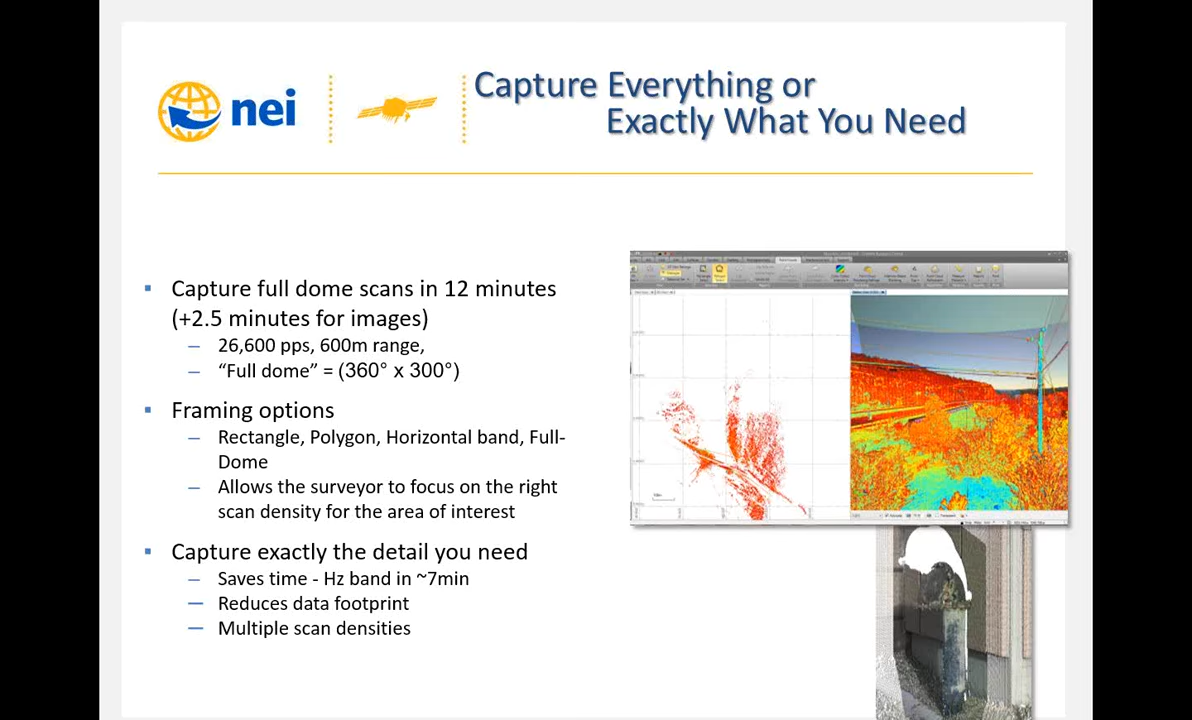 nei
Capture Everything or
Exactly What You Need
Capture full dome scans in 12 minutes
(+2.5 minutes for images)
– 26,600 pps, 600m range,
– “Full dome” = (360° x 300°)
Framing options
– Rectangle, Polygon, Horizontal band, Full-
Dome
– Allows the surveyor to focus on the right
scan density for the area of interest
Capture exactly the detail you need
– Saves time - Hz band in ~7min
– Reduces data footprint
– Multiple scan densities